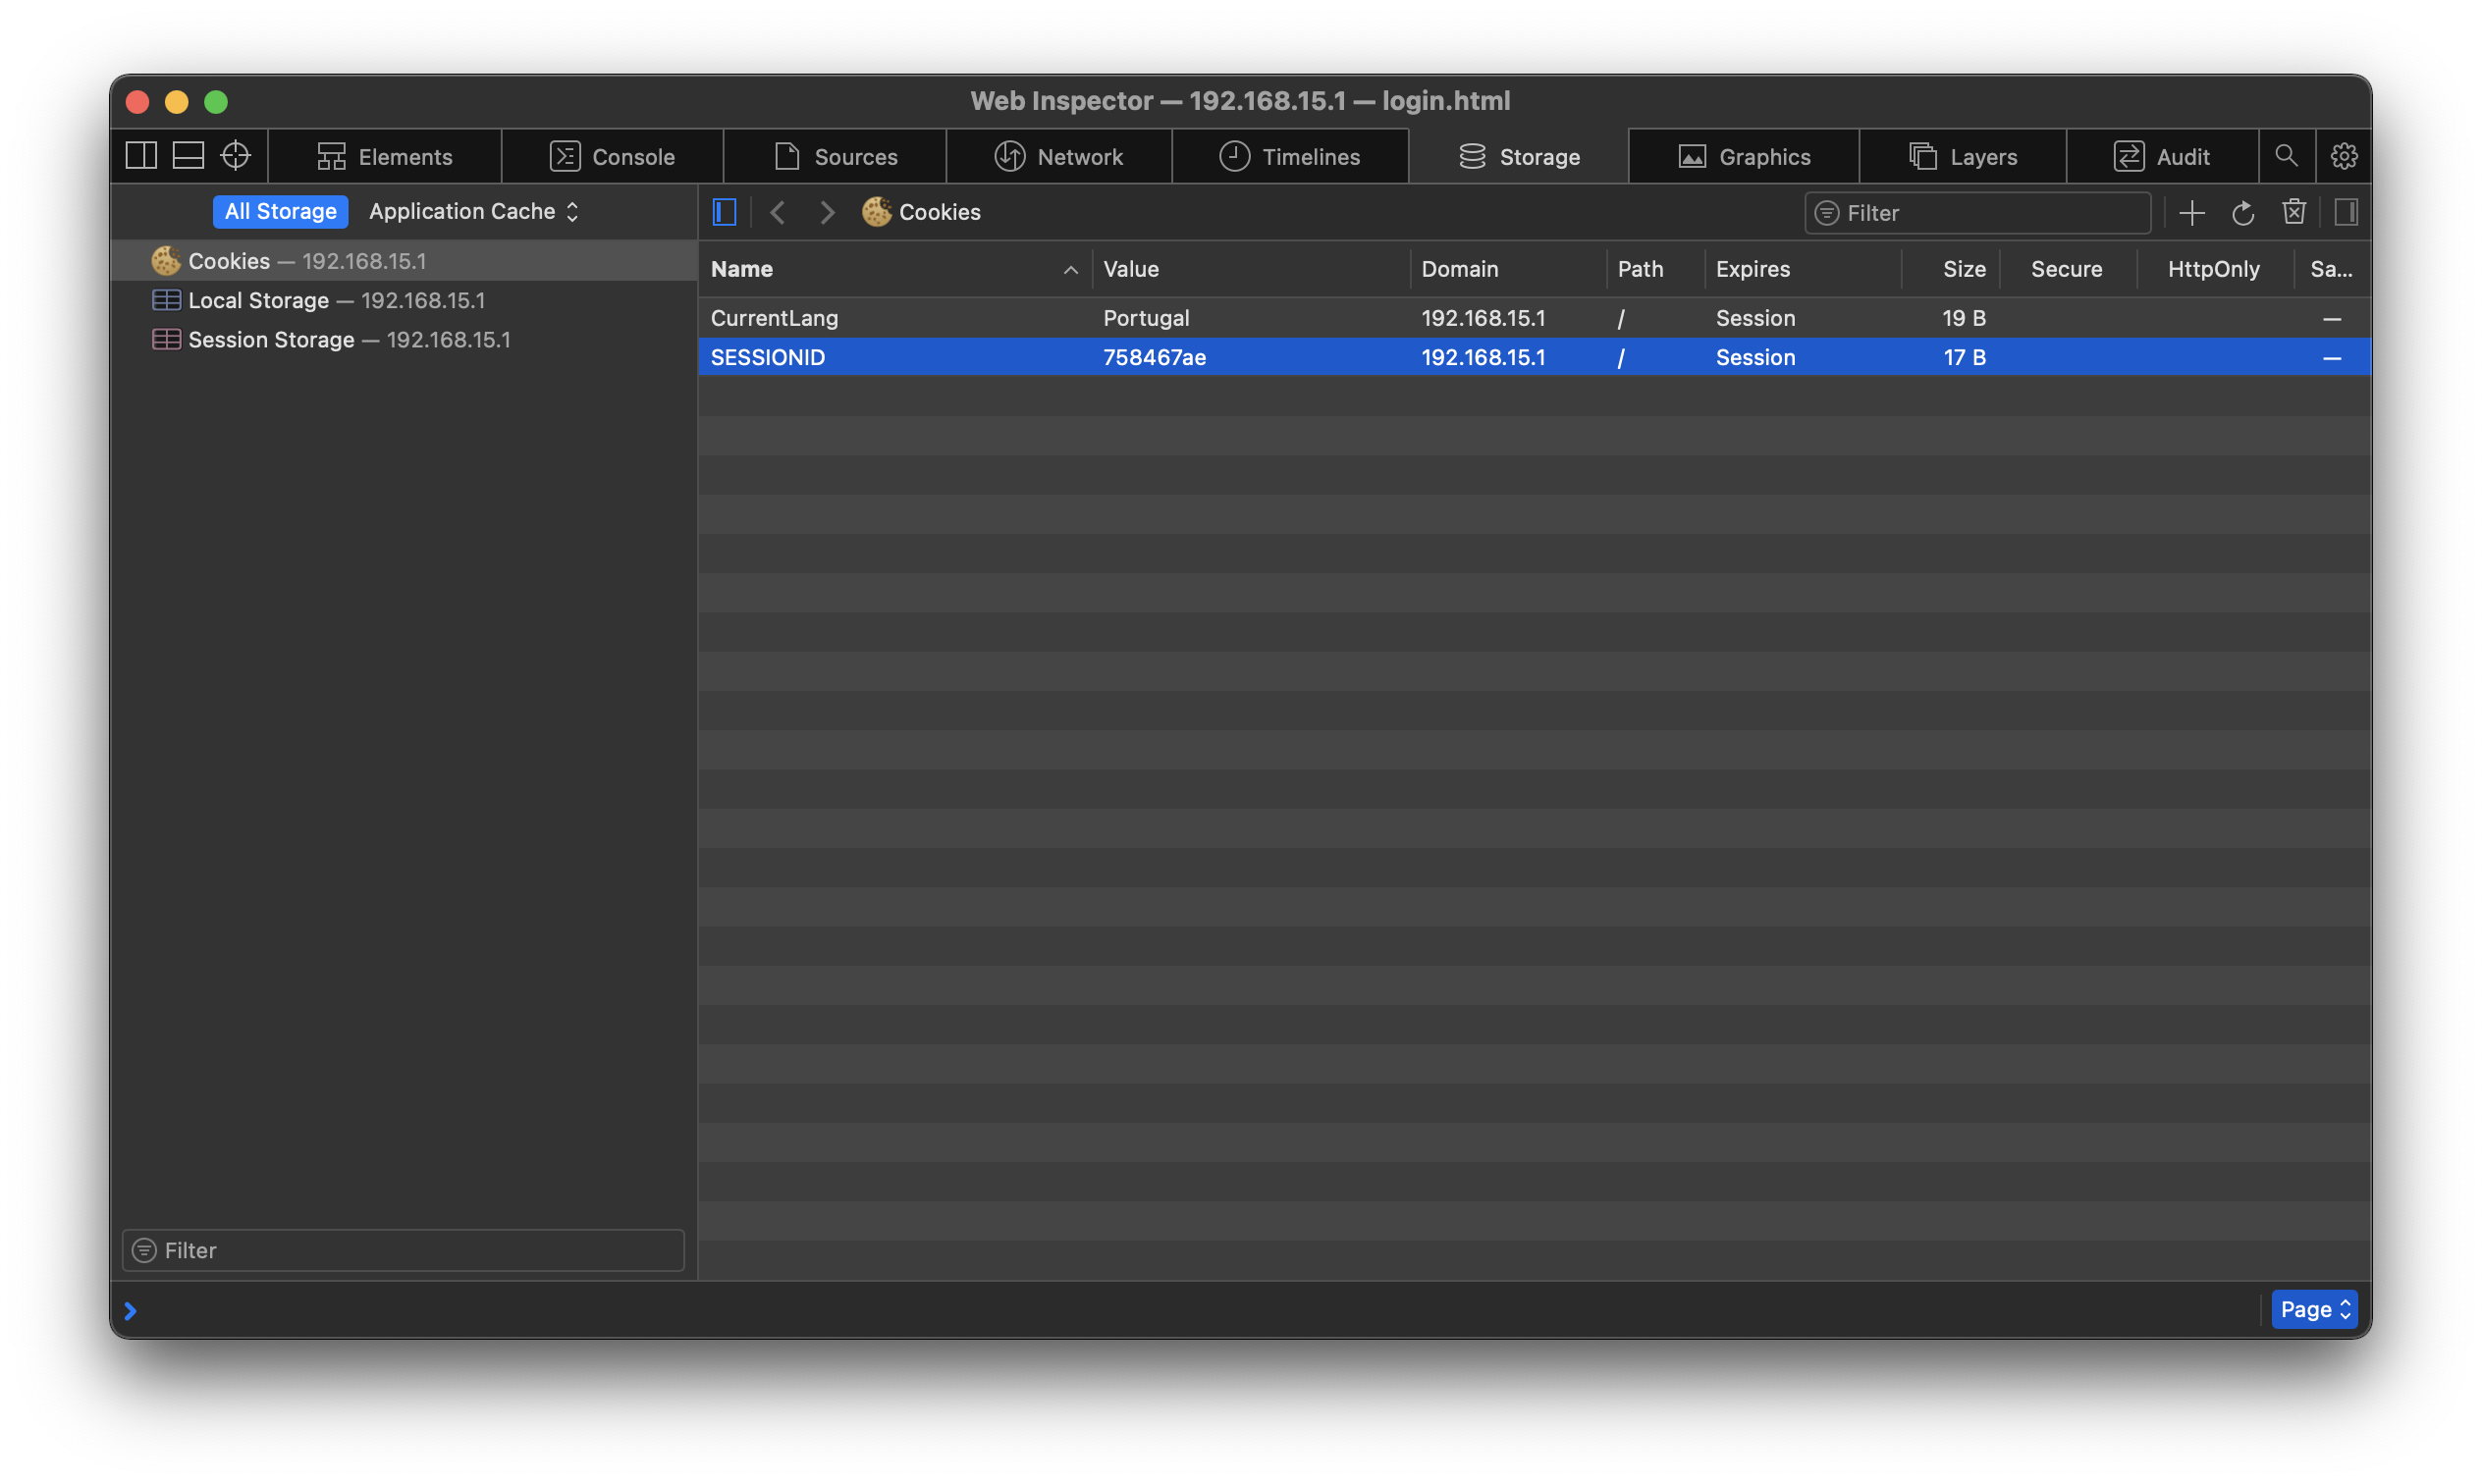 Web Inspector — 192.168.15.1 — login.html
Elements Console Sources Network Timelines Storage Graphics Layers Audit
All Storage Application Cache Cookies Filter
Cookies — 192.168.15.1
Local Storage — 192.168.15.1
Session Storage — 192.168.15.1
Name Value Domain Path Expires Size Secure HttpOnly Sa...
CurrentLang Portugal 192.168.15.1 / Session 19 B —
SESSIONID 758467ae 192.168.15.1 / Session 17 B —
Filter
Page